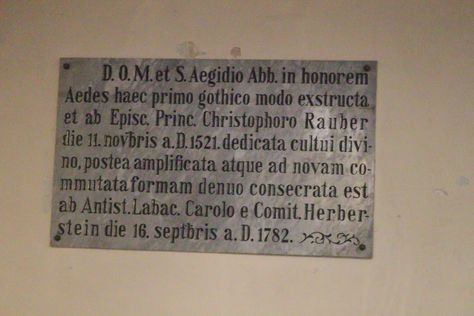 D. O. M. et S. Aegidio Abb. in honorem
Aedes haec primo gothico modo exstructa
et ab Episc. Princ. Christophoro Rauber
die 11. novbris a. D. 1521. dedicata cultui divi-
no, postea amplificata atque ad novam co-
mmutata formam denuo consecrata est
ab Antist. Labac. Carolo e Comit. Herber-
stein die 16. septbris a. D. 1782.